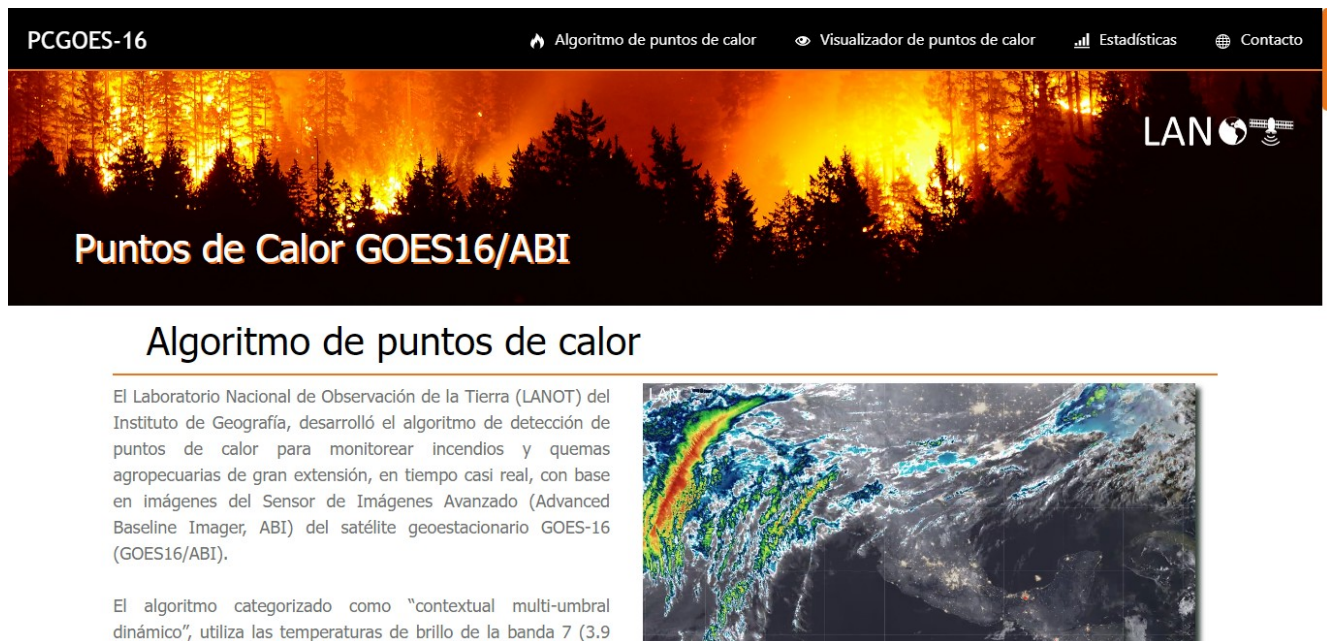 PCGOES-16
Algoritmo de puntos de calor
Visualizador de puntos de calor
Estadísticas
Contacto
LANOT
Puntos de Calor GOES16/ABI
Algoritmo de puntos de calor
El Laboratorio Nacional de Observación de la Tierra (LANOT) del
Instituto de Geografía, desarrolló el algoritmo de detección de
puntos de calor para monitorear incendios y quemas
agropecuarias de gran extensión, en tiempo casi real, con base
en imágenes del Sensor de Imágenes Avanzado (Advanced
Baseline Imager, ABI) del satélite geoestacionario GOES-16
(GOES16/ABI).
El algoritmo categorizado como “contextual multi-umbral
dinámico”, utiliza las temperaturas de brillo de la banda 7 (3.9